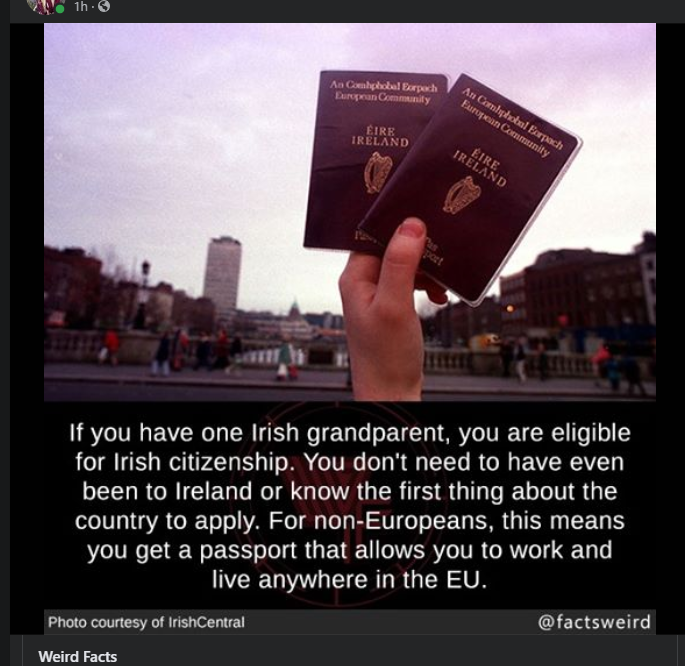 1h ·
An Comhphobal Eorpach
European Community
ÉIRE
IRELAND
An Comhphobal Eorpach
European Community
ÉIRE
IRELAND
If you have one Irish grandparent, you are eligible
for Irish citizenship. You don't need to have even
been to Ireland or know the first thing about the
country to apply. For non-Europeans, this means
you get a passport that allows you to work and
live anywhere in the EU.
Photo courtesy of IrishCentral
@factsweird
Weird Facts